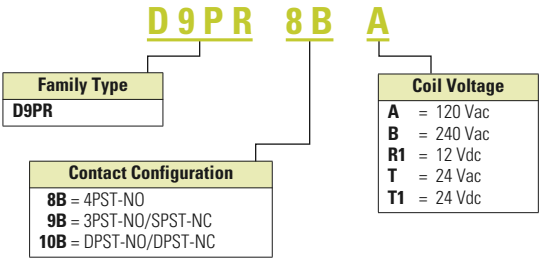 D9PR 8B A
Family Type
D9PR
Contact Configuration
8B = 4PST-NO
9B = 3PST-NO/SPST-NC
10B = DPST-NO/DPST-NC
Coil Voltage
A = 120 Vac
B = 240 Vac
R1 = 12 Vdc
T = 24 Vac
T1 = 24 Vdc